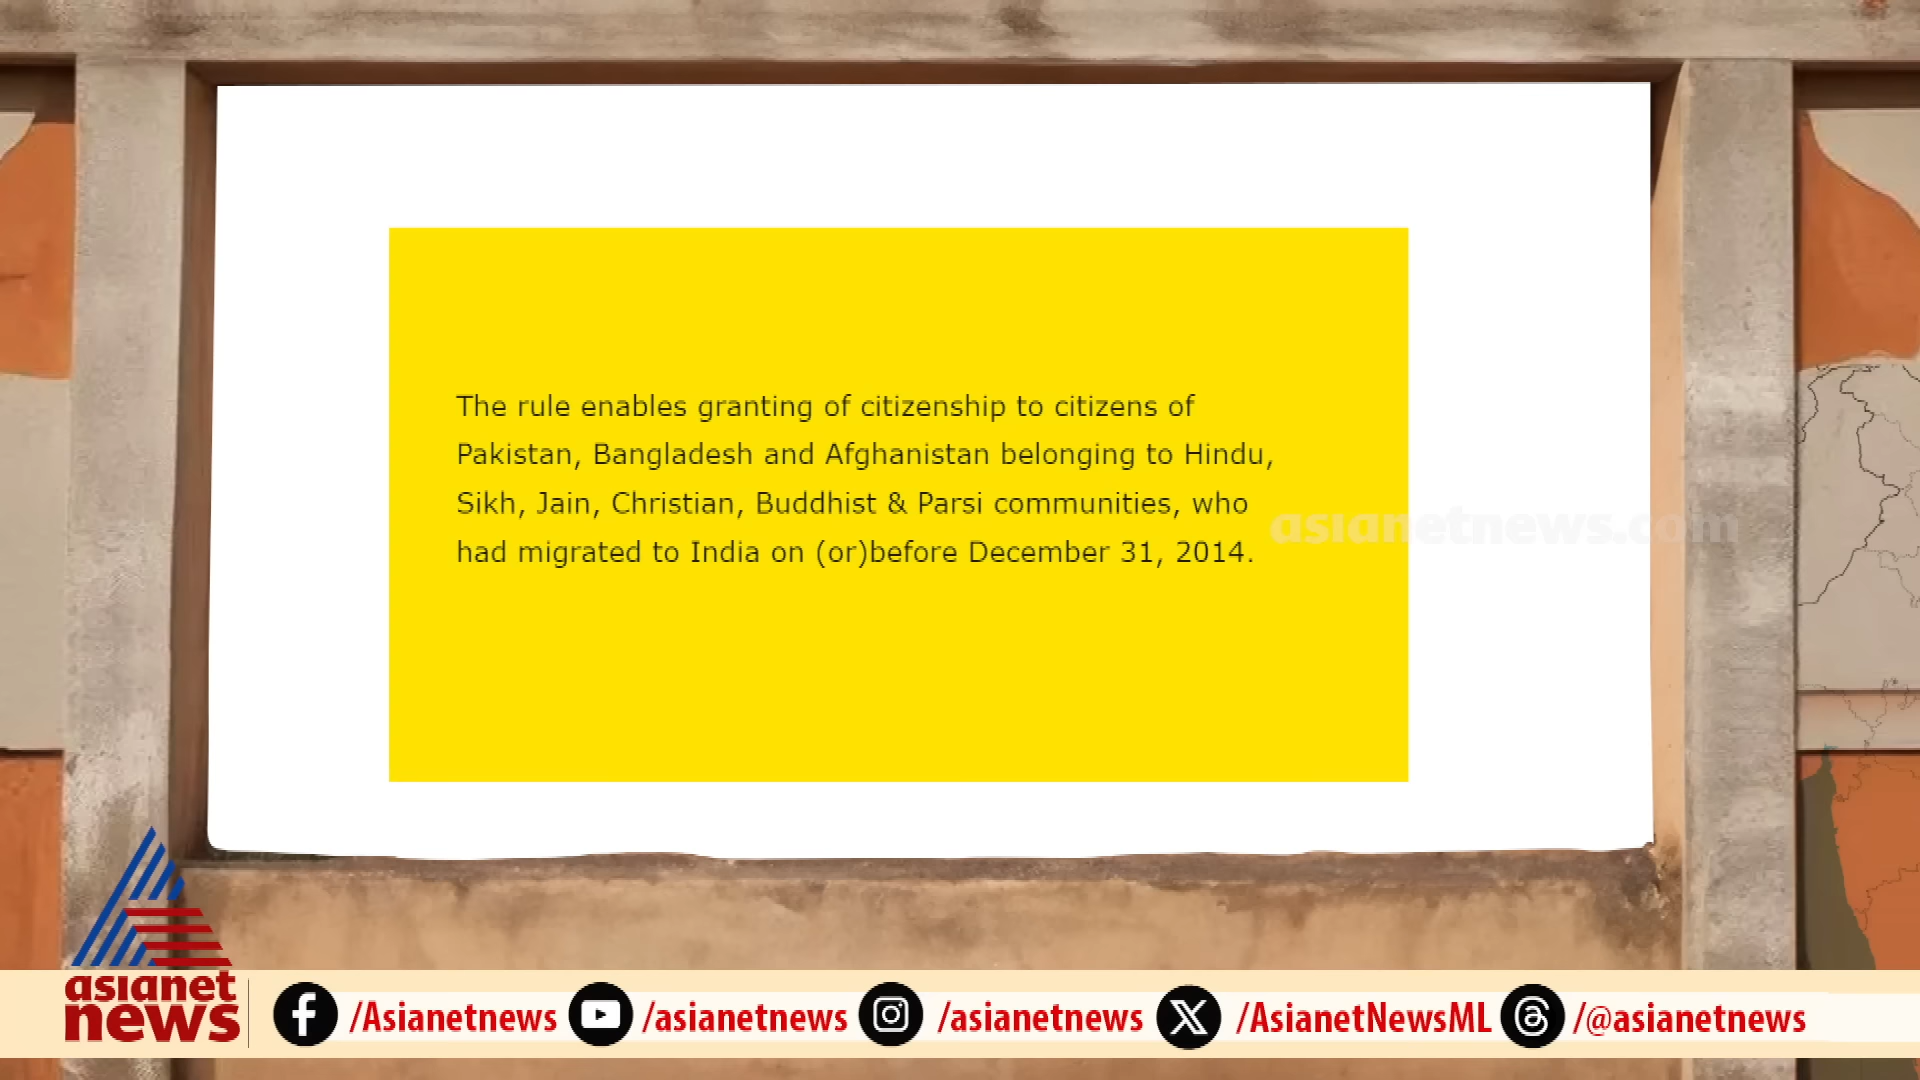 The rule enables granting of citizenship to citizens of
Pakistan, Bangladesh and Afghanistan belonging to Hindu,
Sikh, Jain, Christian, Buddhist & Parsi communities, who
had migrated to India on (or)before December 31, 2014.
asianetnews.com
asianet
news
/Asianetnews /asianetnews /asianetnews /AsianetNewsML /@asianetnews